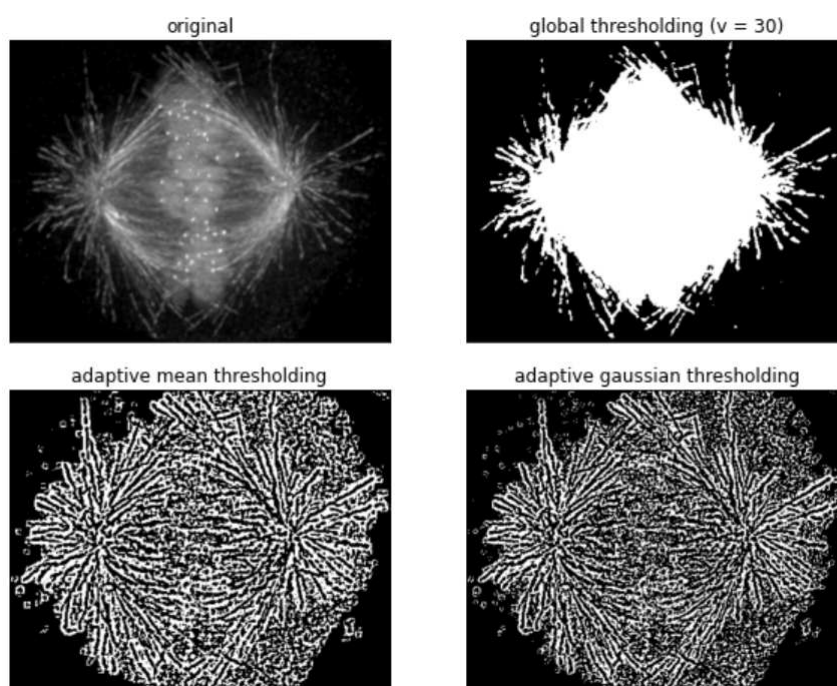 original
global thresholding (v = 30)
adaptive mean thresholding
adaptive gaussian thresholding